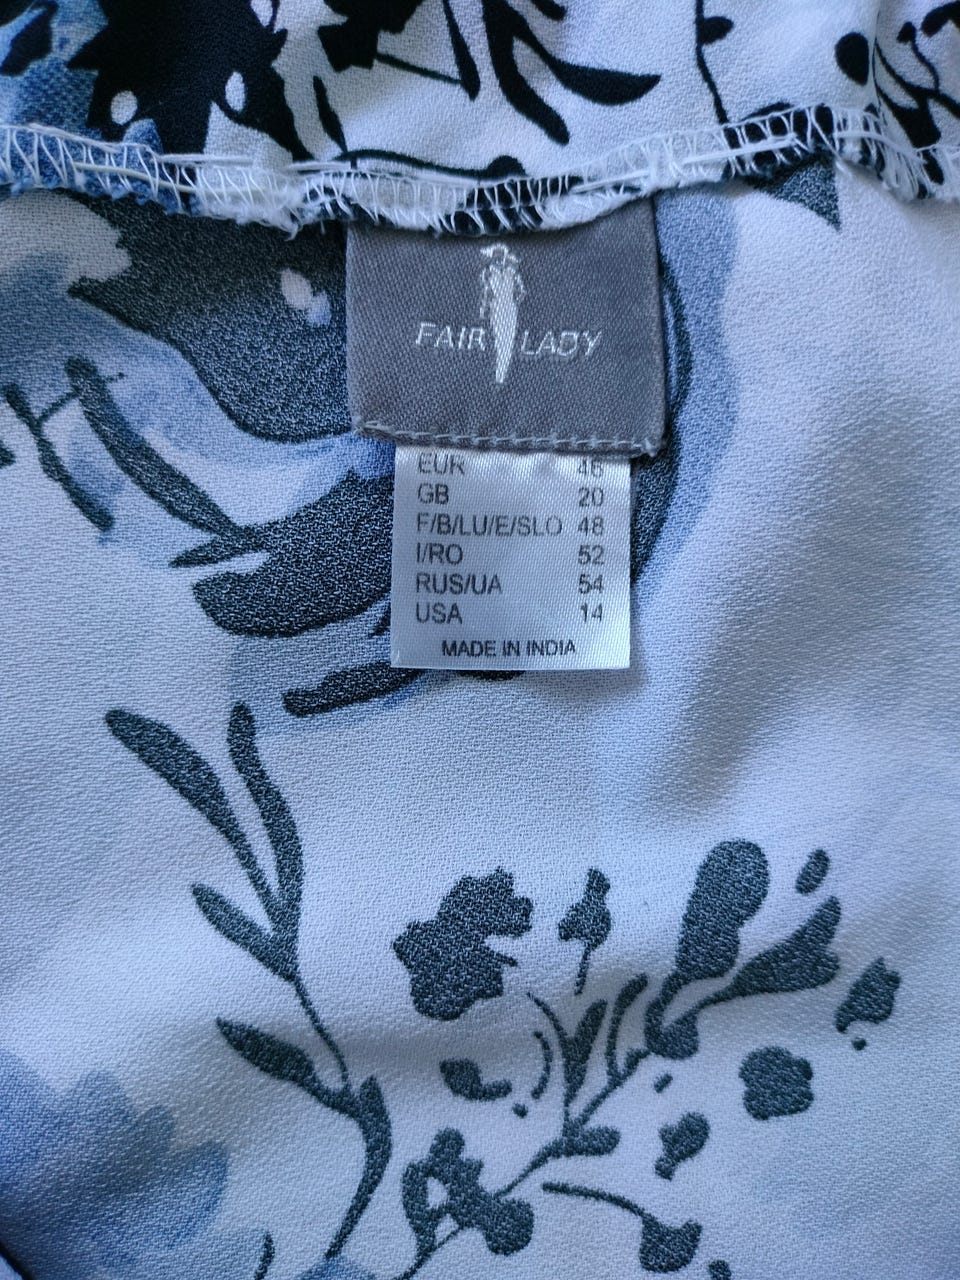 FAIR LADY
EUR 46
GB 20
F/B/LU/E/SLO 48
I/RO 52
RUS/UA 54
USA 14
MADE IN INDIA